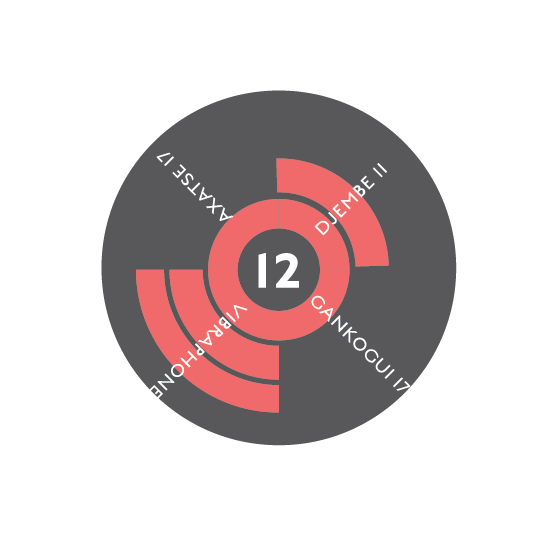 AXATSE 17
DJEMBE 11
12
VIBRAPHONE
GANKOGUI 17